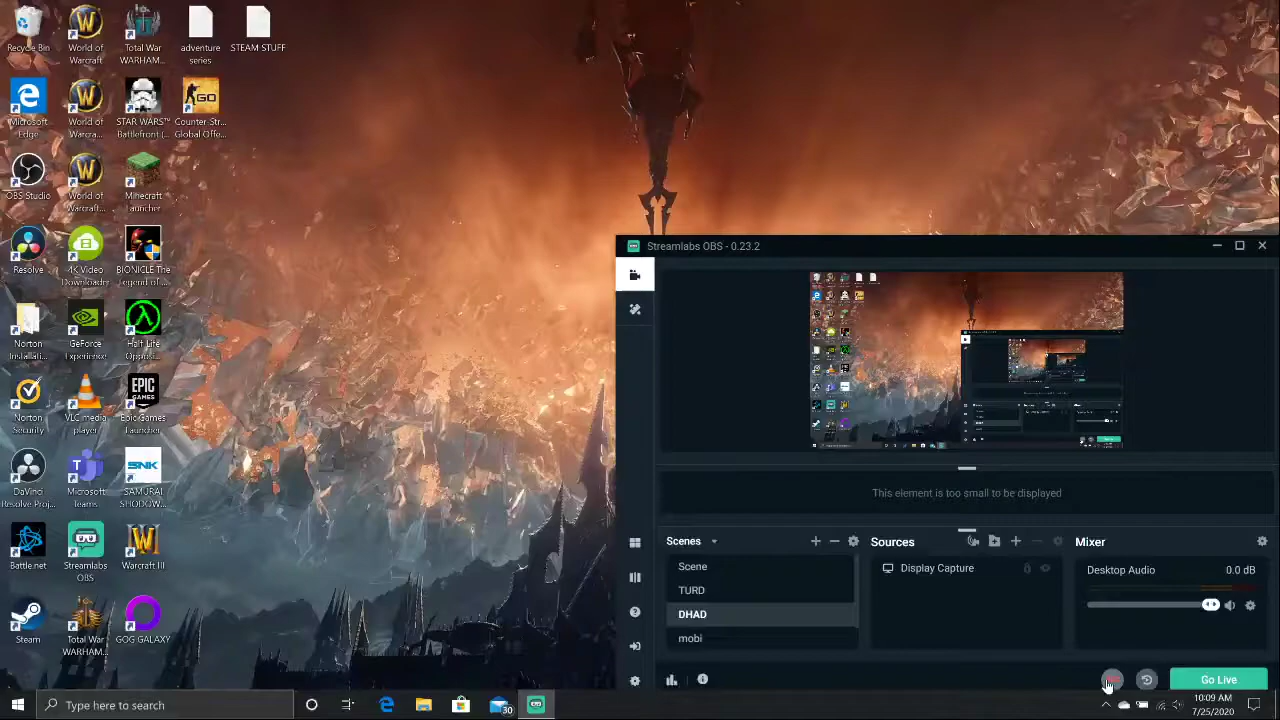 Recycle Bin
World of
Warcraft
Total War
WARHAM...
adventure
series
STEAM STUFF
Microsoft
Edge
World of
Warcra...
STAR WARS™
Battlefront (...
GO
Counter-Str...
Global Offe...
OBS Studio
World of
Warcraft...
Minecraft
Launcher
Resolve
4K Video
Downloader
BIONICLE The
Legend of...
Norton
Installati...
GeForce
Experience
Half-Life
Opposi...
Norton
Security
VLC media
player
EPIC
GAMES
Epic Games
Launcher
DaVinci
Resolve Proj...
Microsoft
Teams
SNK
SAMURAI
SHODOW...
Battle.net
Streamlabs
OBS
Warcraft III
Steam
Total War
WARHAM...
GOG GALAXY
Streamlabs OBS - 0.23.2
This element is too small to be displayed
Scenes
Scene
TURD
DHAD
mobi
Sources
Display Capture
Mixer
Desktop Audio
0.0 dB
Go Live
Type here to search
30
10:09 AM
7/25/2020